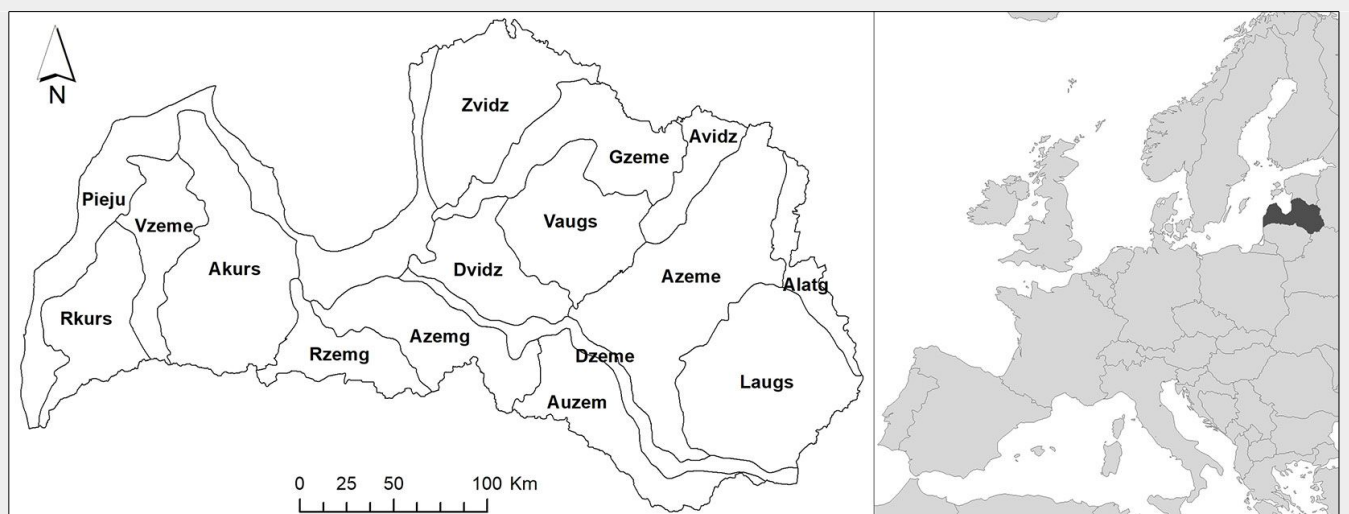 N
Zvidz
Avidz
Gzeme
Pieju
Vzeme
Vaugs
Akurs
Dvidz
Azeme
Alatg
Rkurs
Azemg
Rzemg
Dzeme
Laugs
Auzem
0 25 50 100 Km